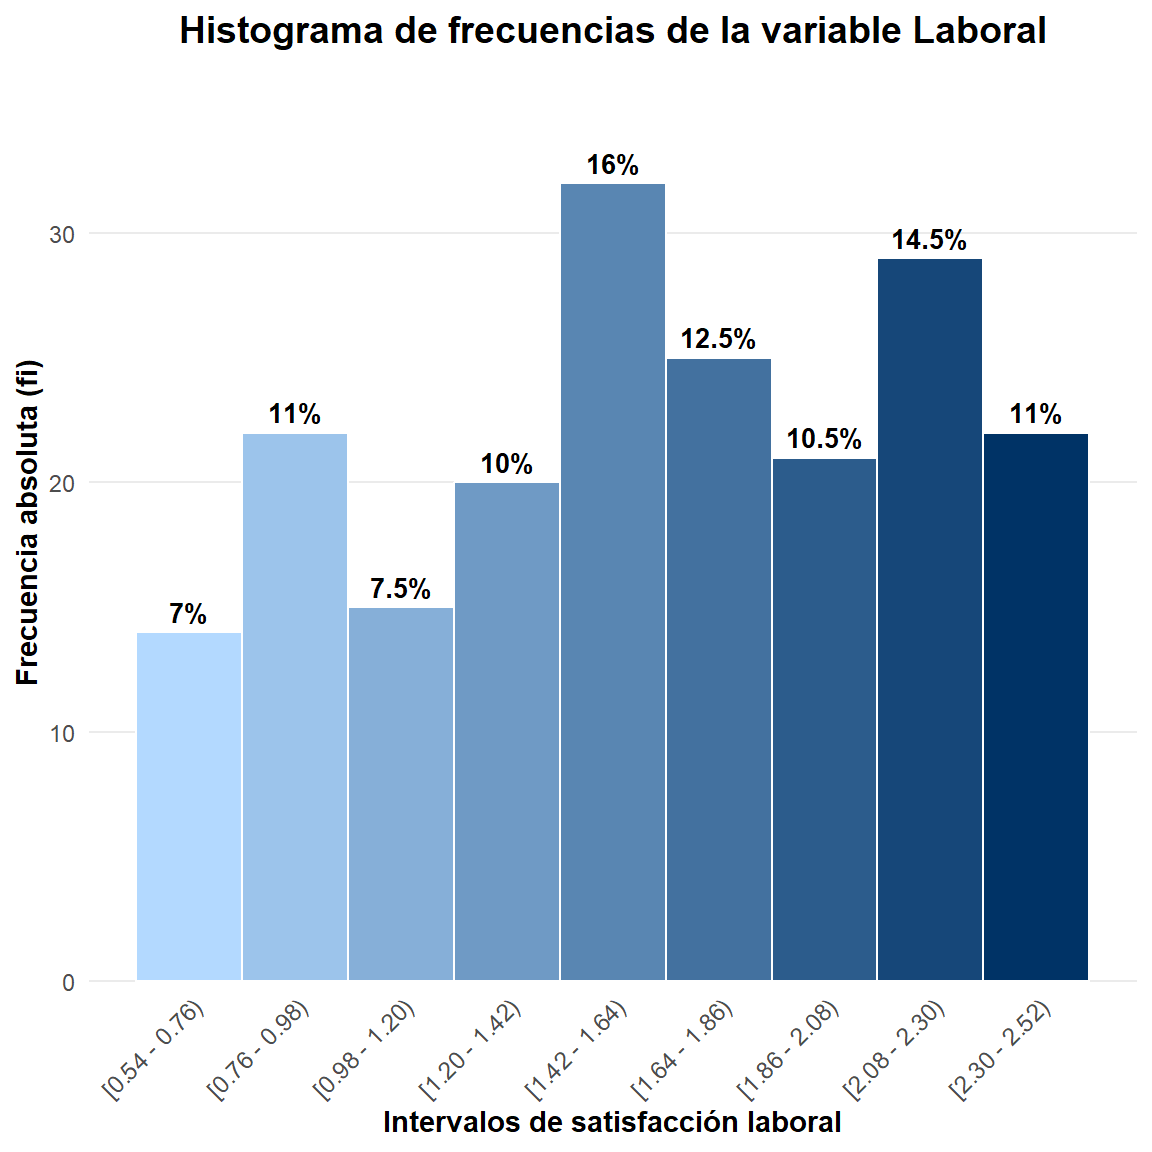 Histograma de frecuencias de la variable Laboral
Frecuencia absoluta (fi)
30
20
10
0
7%
11%
7.5%
10%
16%
12.5%
10.5%
14.5%
11%
[0.54 - 0.76)
[0.76 - 0.98)
[0.98 - 1.20)
[1.20 - 1.42)
[1.42 - 1.64)
[1.64 - 1.86)
[1.86 - 2.08)
[2.08 - 2.30)
[2.30 - 2.52)
Intervalos de satisfacción laboral